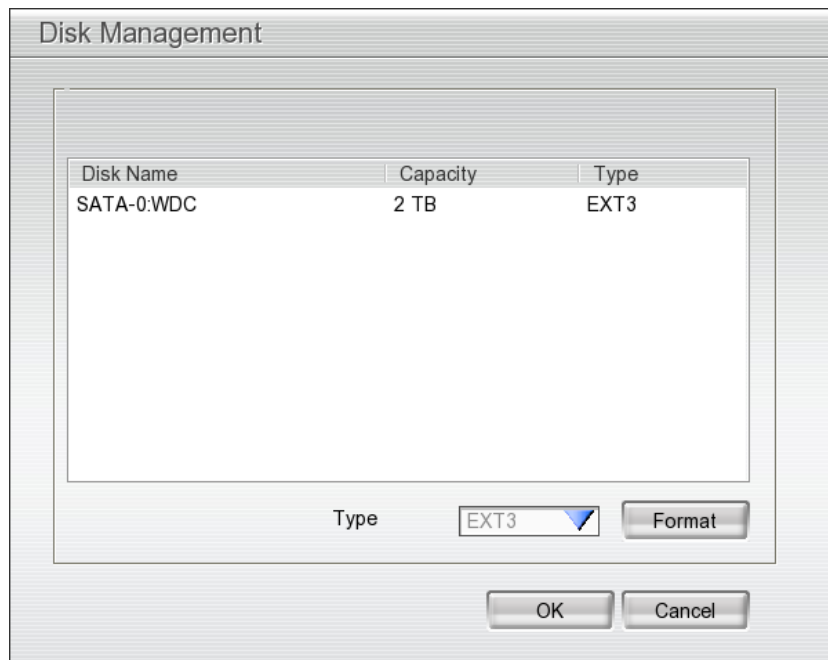 Disk Management
Disk Name Capacity Type
SATA-0:WDC 2 TB EXT3
Type EXT3 Format
OK Cancel